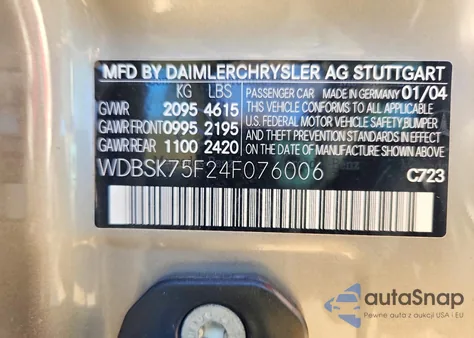 MFD BY DAIMLERCHRYSLER AG STUTTGART
KG LBS
PASSENGER CAR MADE IN GERMANY 01/04
GVWR 2095 4615
THIS VEHICLE CONFORMS TO ALL APPLICABLE
GAWR FRONT 0995 2195
U.S. FEDERAL MOTOR VEHICLE SAFETY, BUMPER
GAWR REAR 1100 2420
AND THEFT PREVENTION STANDARDS IN EFFECT
ON THE DATE OF MANUFACTURE SHOWN ABOVE
WDBSK75F24F076006
C723
autaSnap
Pewne auta z aukcji USA i EU